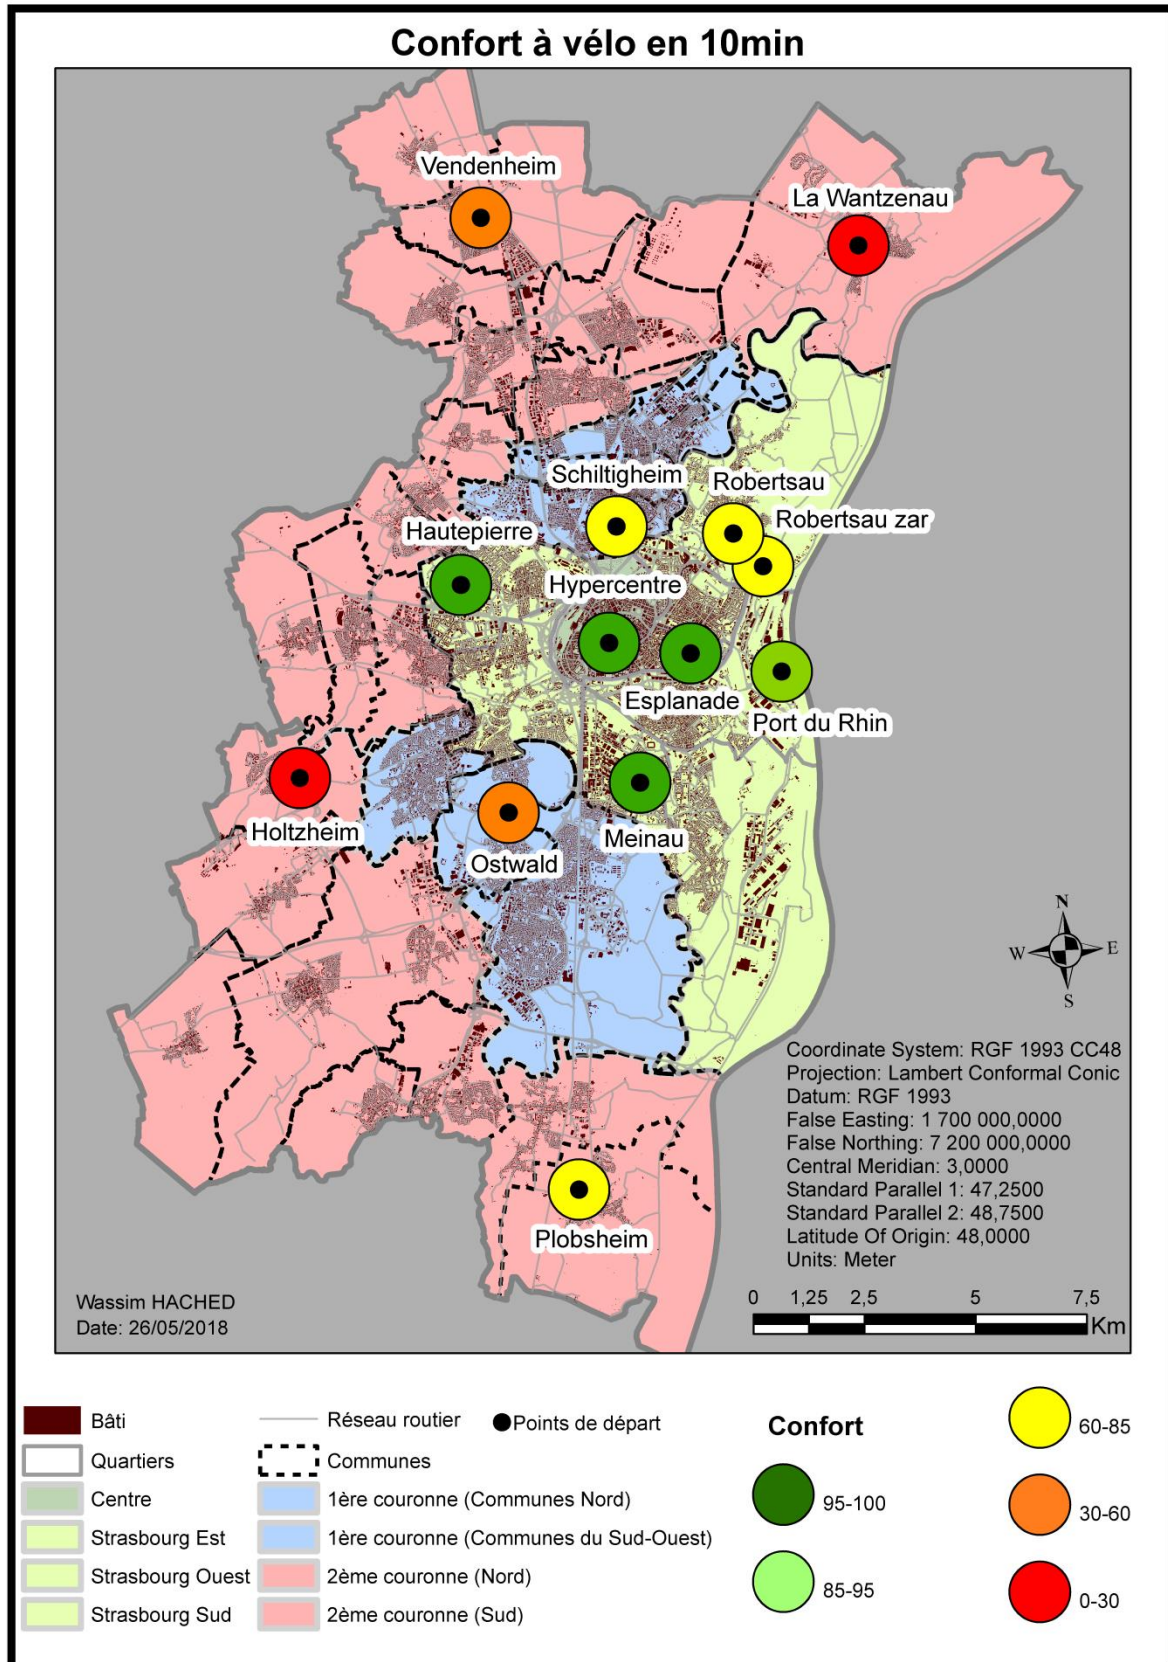 Confort à vélo en 10min
Vendenheim
La Wantzenau
Schiltigheim
Robertsau
Robertsau zar
Hautepierre
Hypercentre
Esplanade
Port du Rhin
Holtzheim
Ostwald
Meinau
Plobsheim
N
W
E
S
Coordinate System: RGF 1993 CC48
Projection: Lambert Conformal Conic
Datum: RGF 1993
False Easting: 1 700 000,0000
False Northing: 7 200 000,0000
Central Meridian: 3,0000
Standard Parallel 1: 47,2500
Standard Parallel 2: 48,7500
Latitude Of Origin: 48,0000
Units: Meter
Wassim HACHED
Date: 26/05/2018
0 1,25 2,5 5 7,5
Km
Bâti
Quartiers
Centre
Strasbourg Est
Strasbourg Ouest
Strasbourg Sud
Réseau routier
Communes
1ère couronne (Communes Nord)
1ère couronne (Communes du Sud-Ouest)
2ème couronne (Nord)
2ème couronne (Sud)
Points de départ
Confort
95-100
85-95
60-85
30-60
0-30